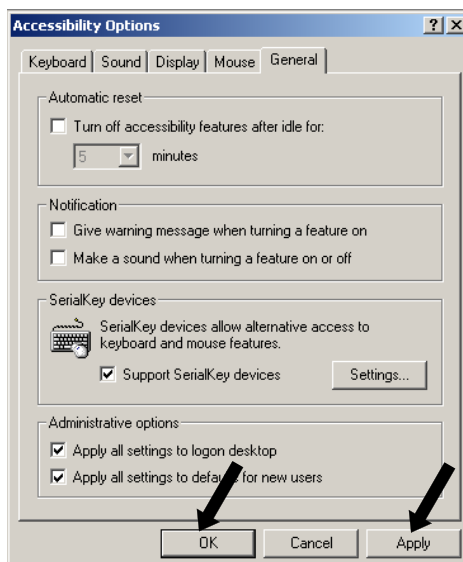 Accessibility Options
Keyboard Sound Display Mouse General
Automatic reset
Turn off accessibility features after idle for:
5 minutes
Notification
Give warning message when turning a feature on
Make a sound when turning a feature on or off
SerialKey devices
SerialKey devices allow alternative access to
keyboard and mouse features.
Support SerialKey devices Settings...
Administrative options
Apply all settings to logon desktop
Apply all settings to defaults for new users
OK Cancel Apply